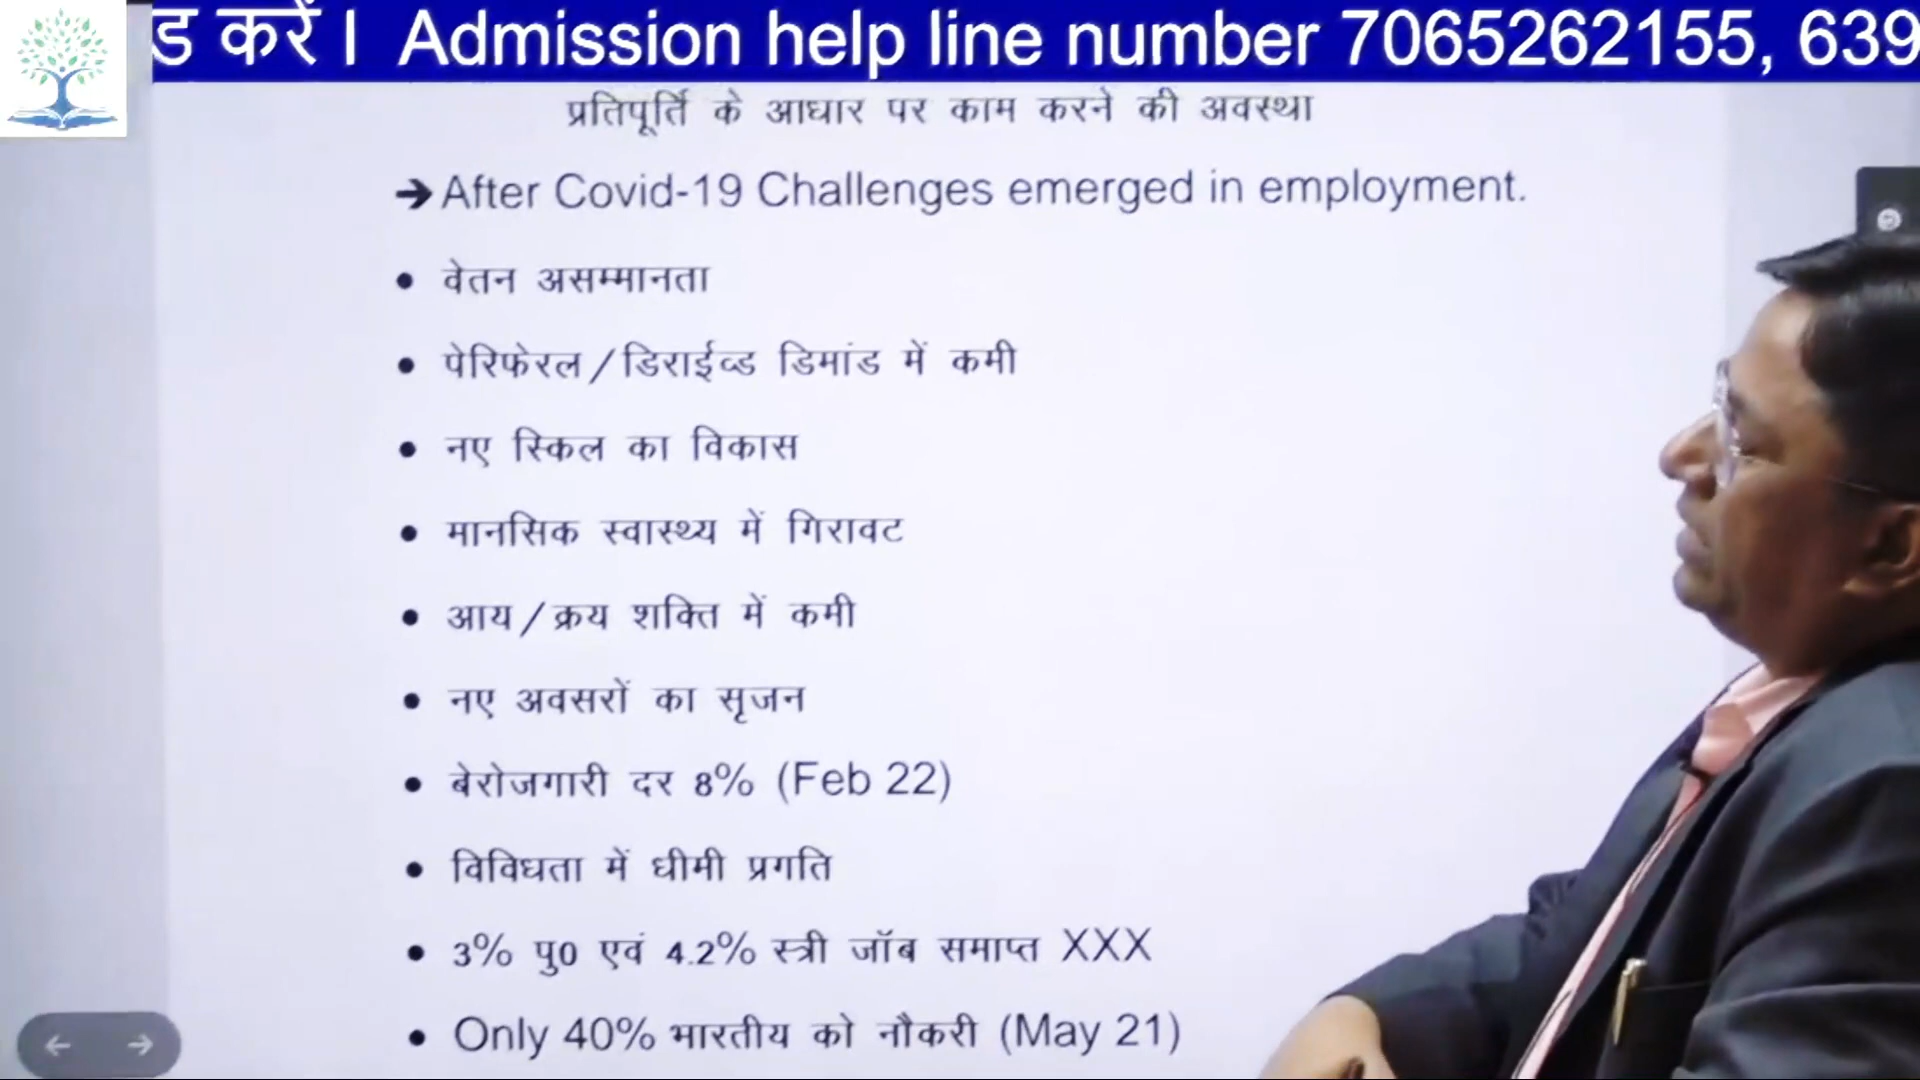 ड करें। Admission help line number 7065262155, 639
प्रतिपूर्ति के आधार पर काम करने की अवस्था
➔ After Covid-19 Challenges emerged in employment.
• वेतन असम्मानता
• पेरिफेरल/डिराईव्ड डिमांड में कमी
• नए स्किल का विकास
• मानसिक स्वास्थ्य में गिरावट
• आय/क्रय शक्ति में कमी
• नए अवसरों का सृजन
• बेरोजगारी दर 8% (Feb 22)
• विविधता में धीमी प्रगति
• 3% पु0 एवं 4.2% स्त्री जॉब समाप्त XXX
• Only 40% भारतीय को नौकरी (May 21)